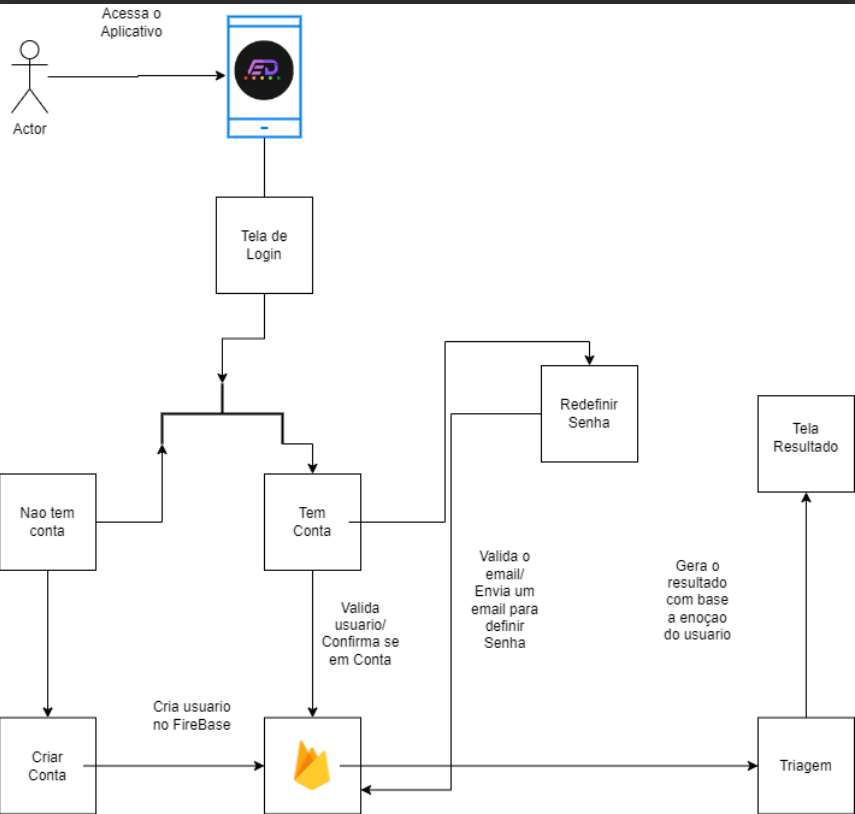 Acessa o
Aplicativo
ED
Actor
Tela de
Login
Redefinir
Senha
Tela
Resultado
Nao tem
conta
Tem
Conta
Valida o
email/
Envia um
email para
definir
Senha
Gera o
resultado
com base
a enoçao
do usuario
Valida
usuario/
Confirma se
em Conta
Cria usuario
no FireBase
Criar
Conta
Triagem